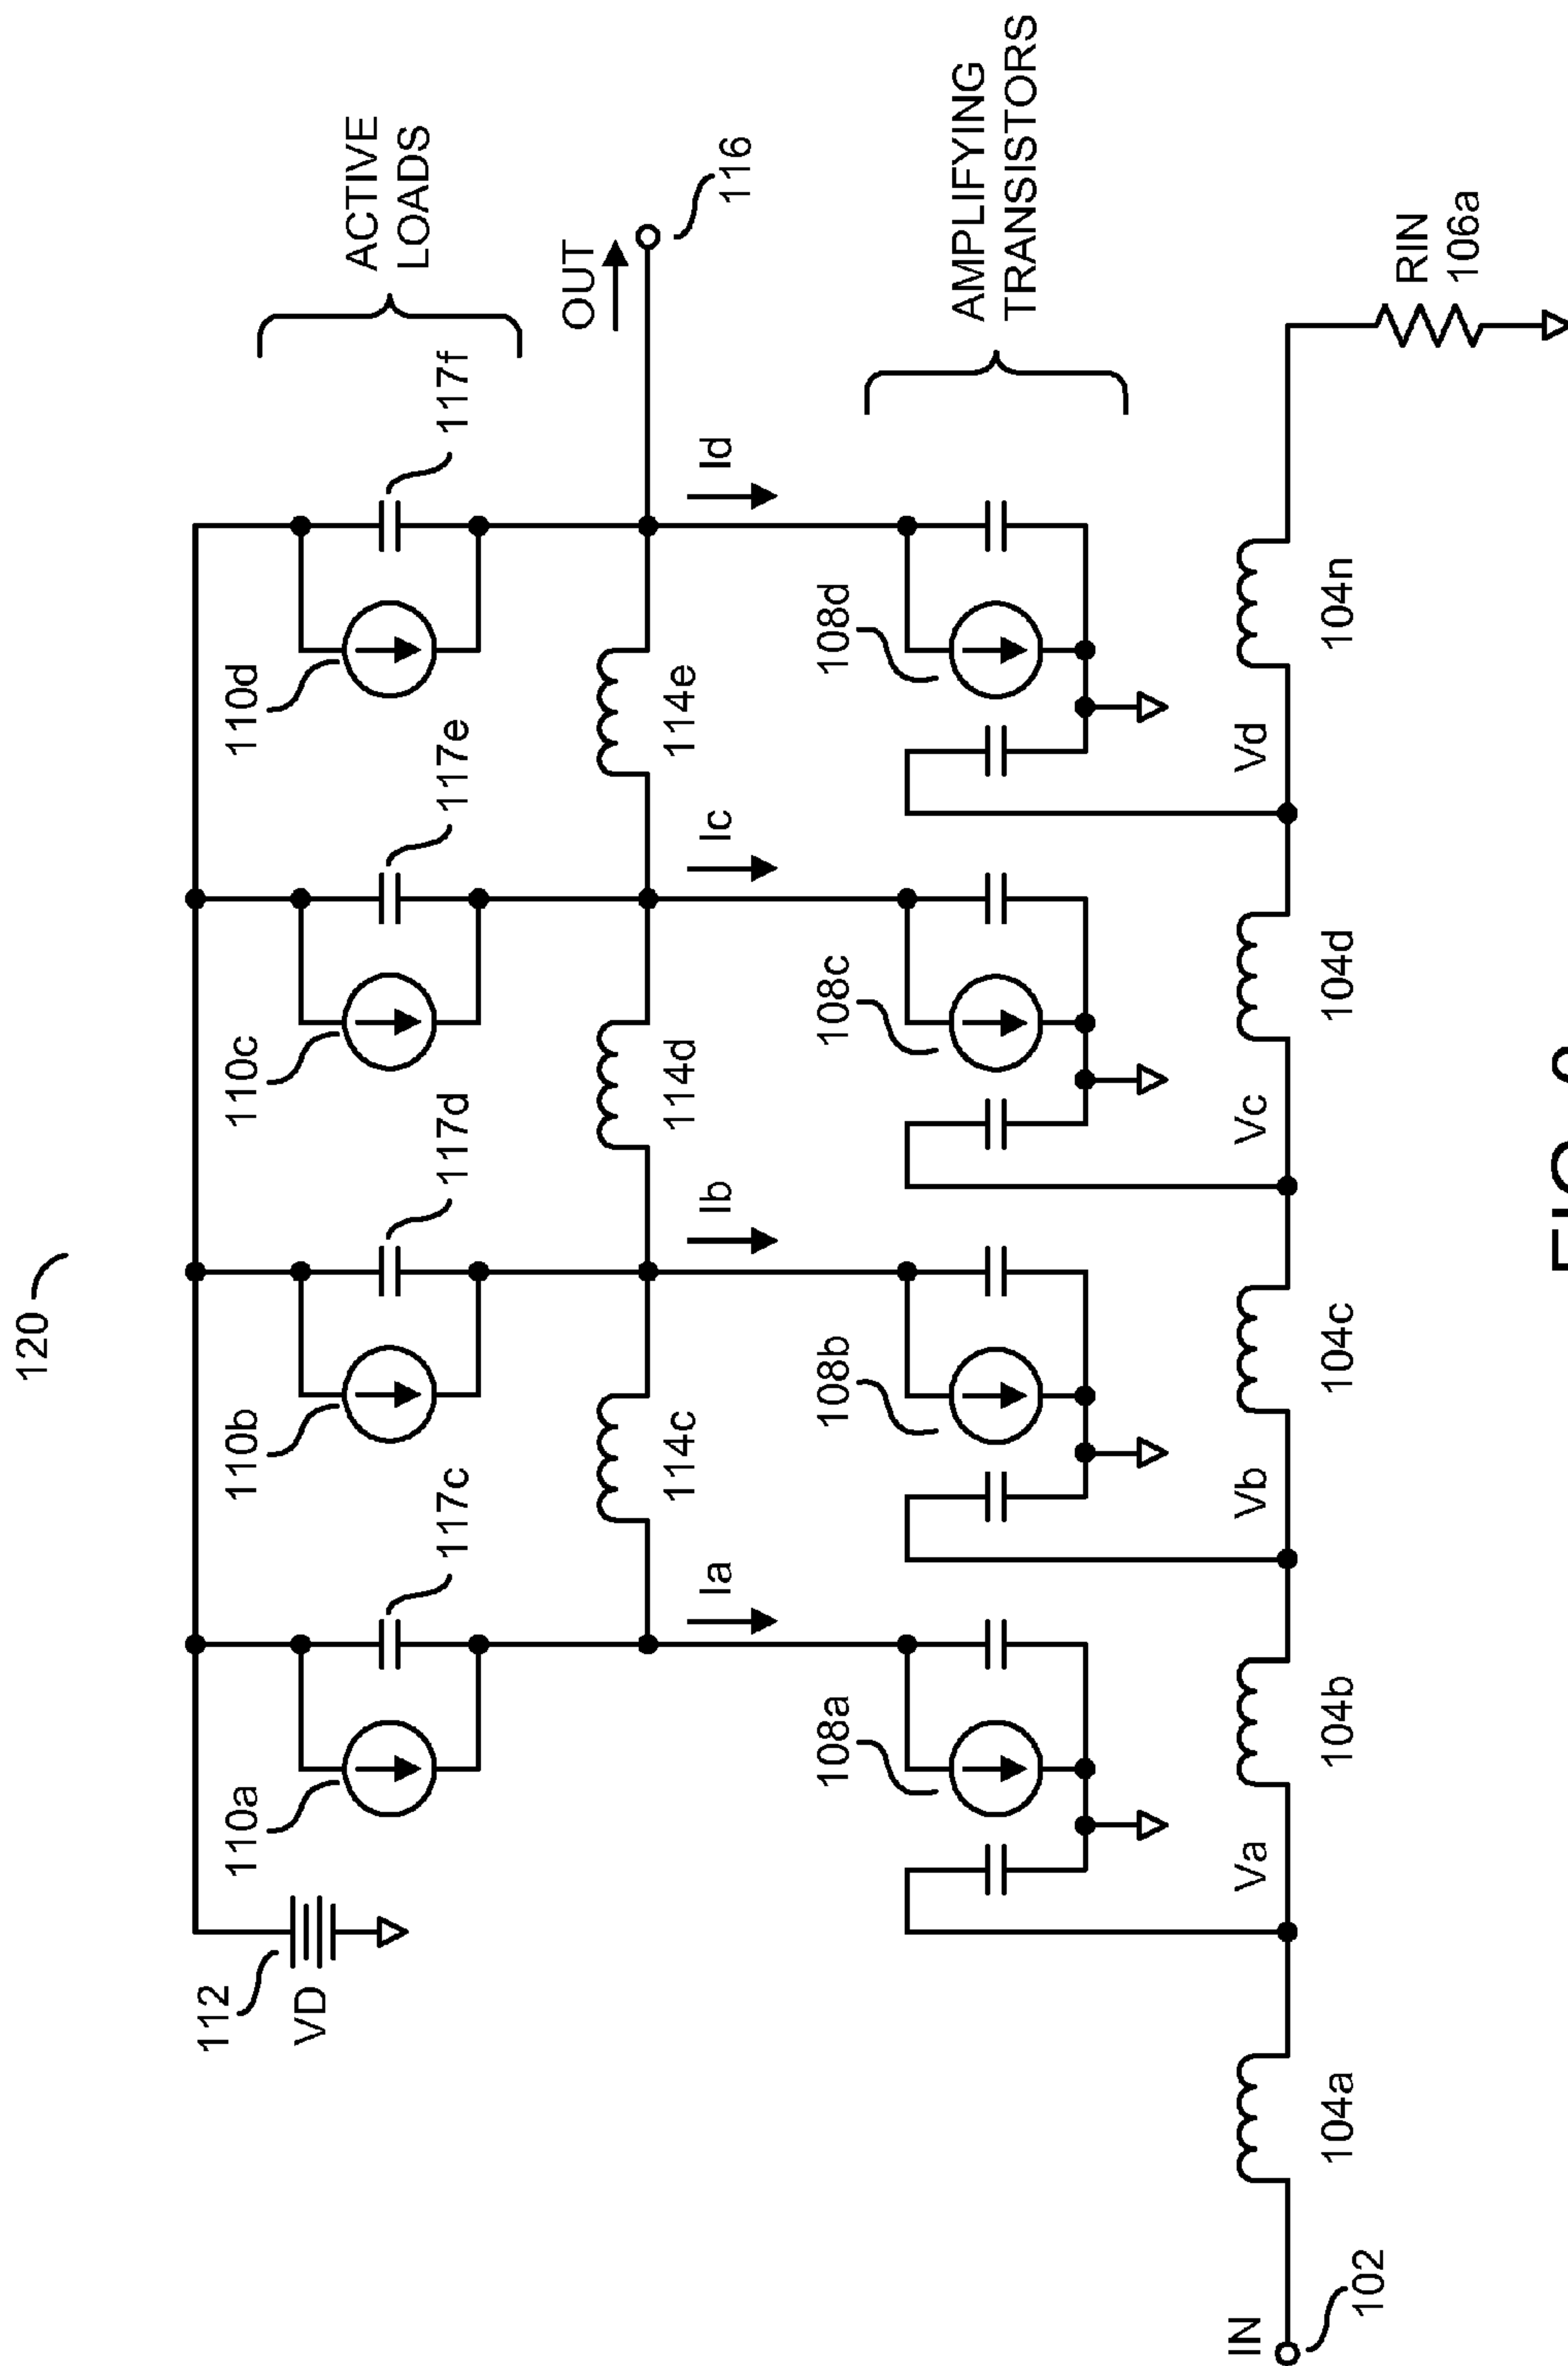 120
112
VD
110a
110b
110c
110d
117c
117d
117e
117f
ACTIVE
LOADS
OUT
116
114c
114d
114e
Ia
Ib
Ic
Id
108a
108b
108c
108d
AMPLIFYING
TRANSISTORS
IN
102
Va
Vb
Vc
Vd
104a
104b
104c
104d
104n
RIN
106a